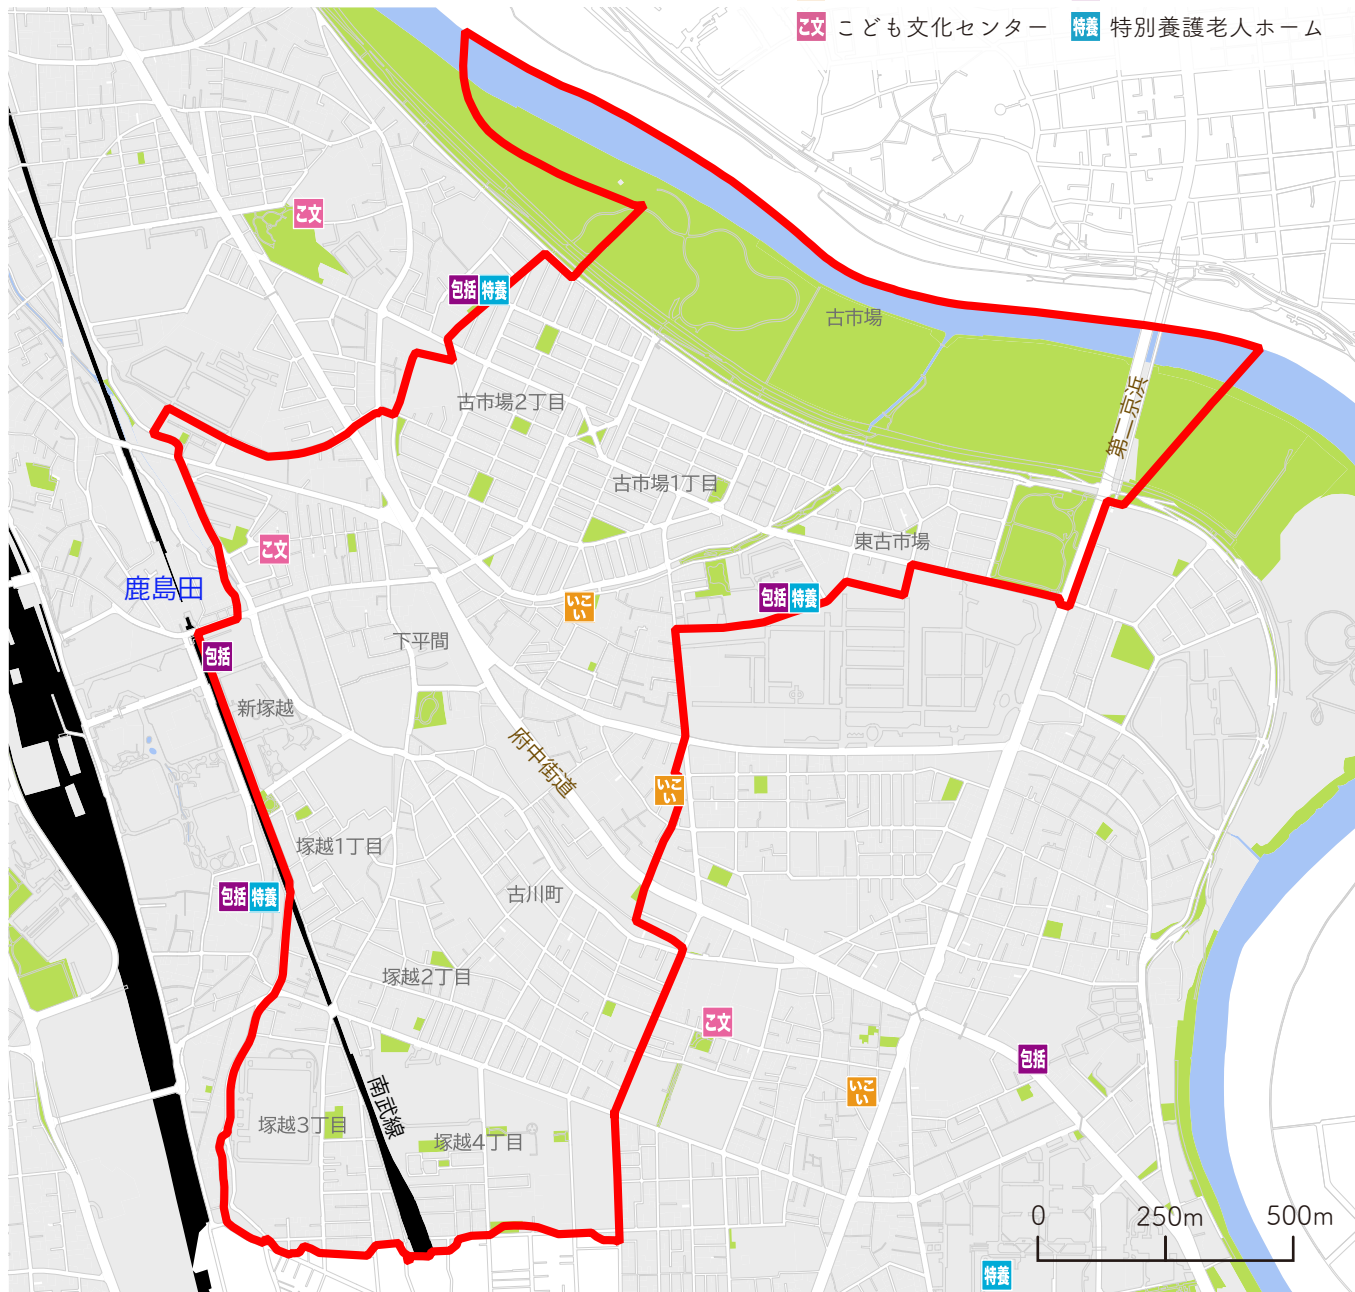 こ文 こども文化センター 特養 特別養護老人ホーム
こ文
包括 特養
古市場
第二京浜
古市場2丁目
古市場1丁目
東古市場
こ文
鹿島田
包括 特養
いこい
下平間
包括
新塚越
府中街道
いこい
塚越1丁目
包括 特養
古川町
塚越2丁目
こ文
包括
いこい
南武線
塚越3丁目
塚越4丁目
0 250m 500m
特養